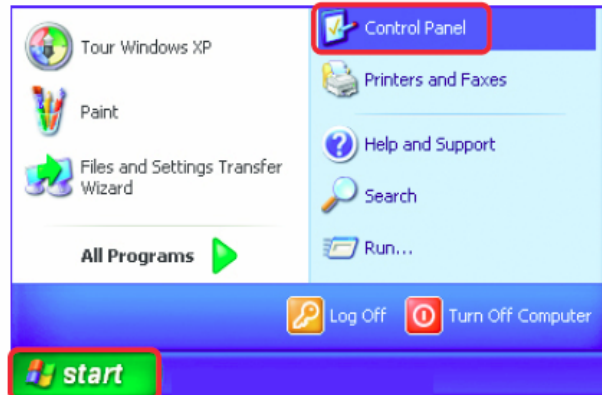 Tour Windows XP
Paint
Files and Settings Transfer
Wizard
All Programs
Control Panel
Printers and Faxes
Help and Support
Search
Run...
Log Off
Turn Off Computer
start